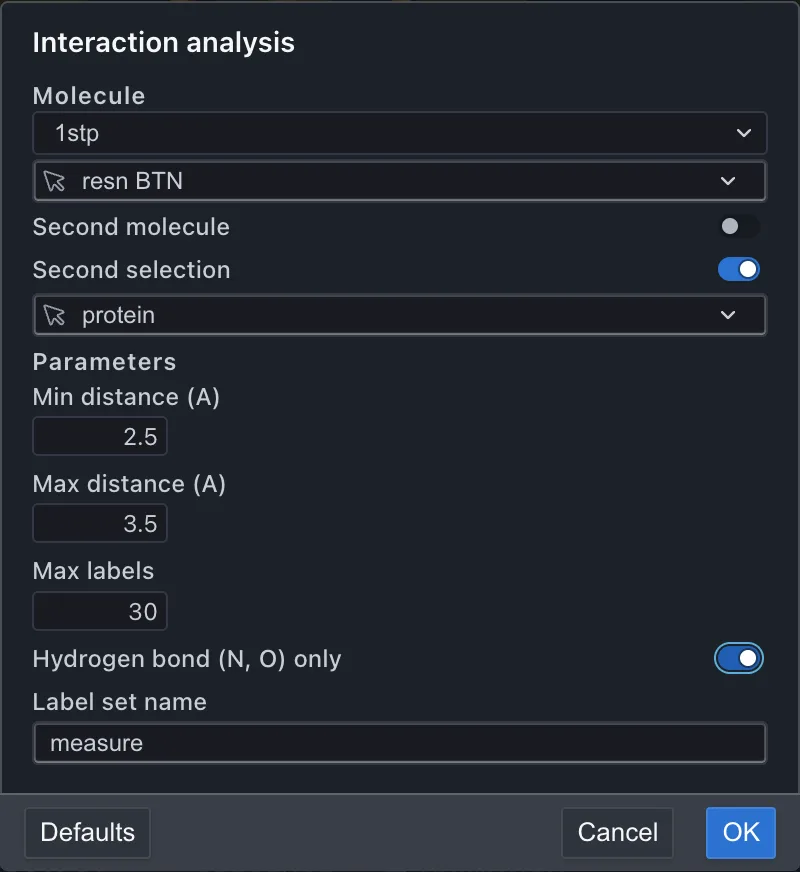 Interaction analysis
Molecule
1stp
resn BTN
Second molecule
Second selection
protein
Parameters
Min distance (A)
2.5
Max distance (A)
3.5
Max labels
30
Hydrogen bond (N, O) only
Label set name
measure
Defaults
Cancel
OK